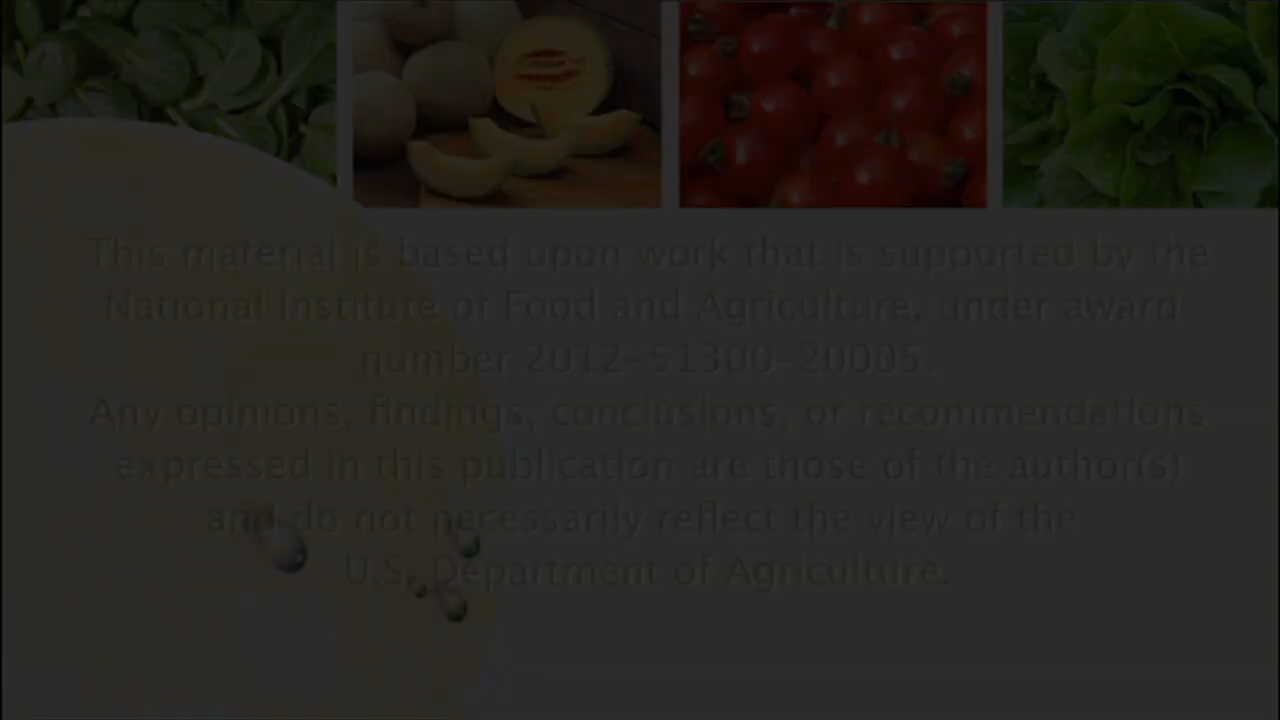 This material is based upon work that is supported by the
National Institute of Food and Agriculture, under award
number 2012-51300-20005.
Any opinions, findings, conclusions, or recommendations
expressed in this publication are those of the author(s)
and do not necessarily reflect the view of the
U.S. Department of Agriculture.